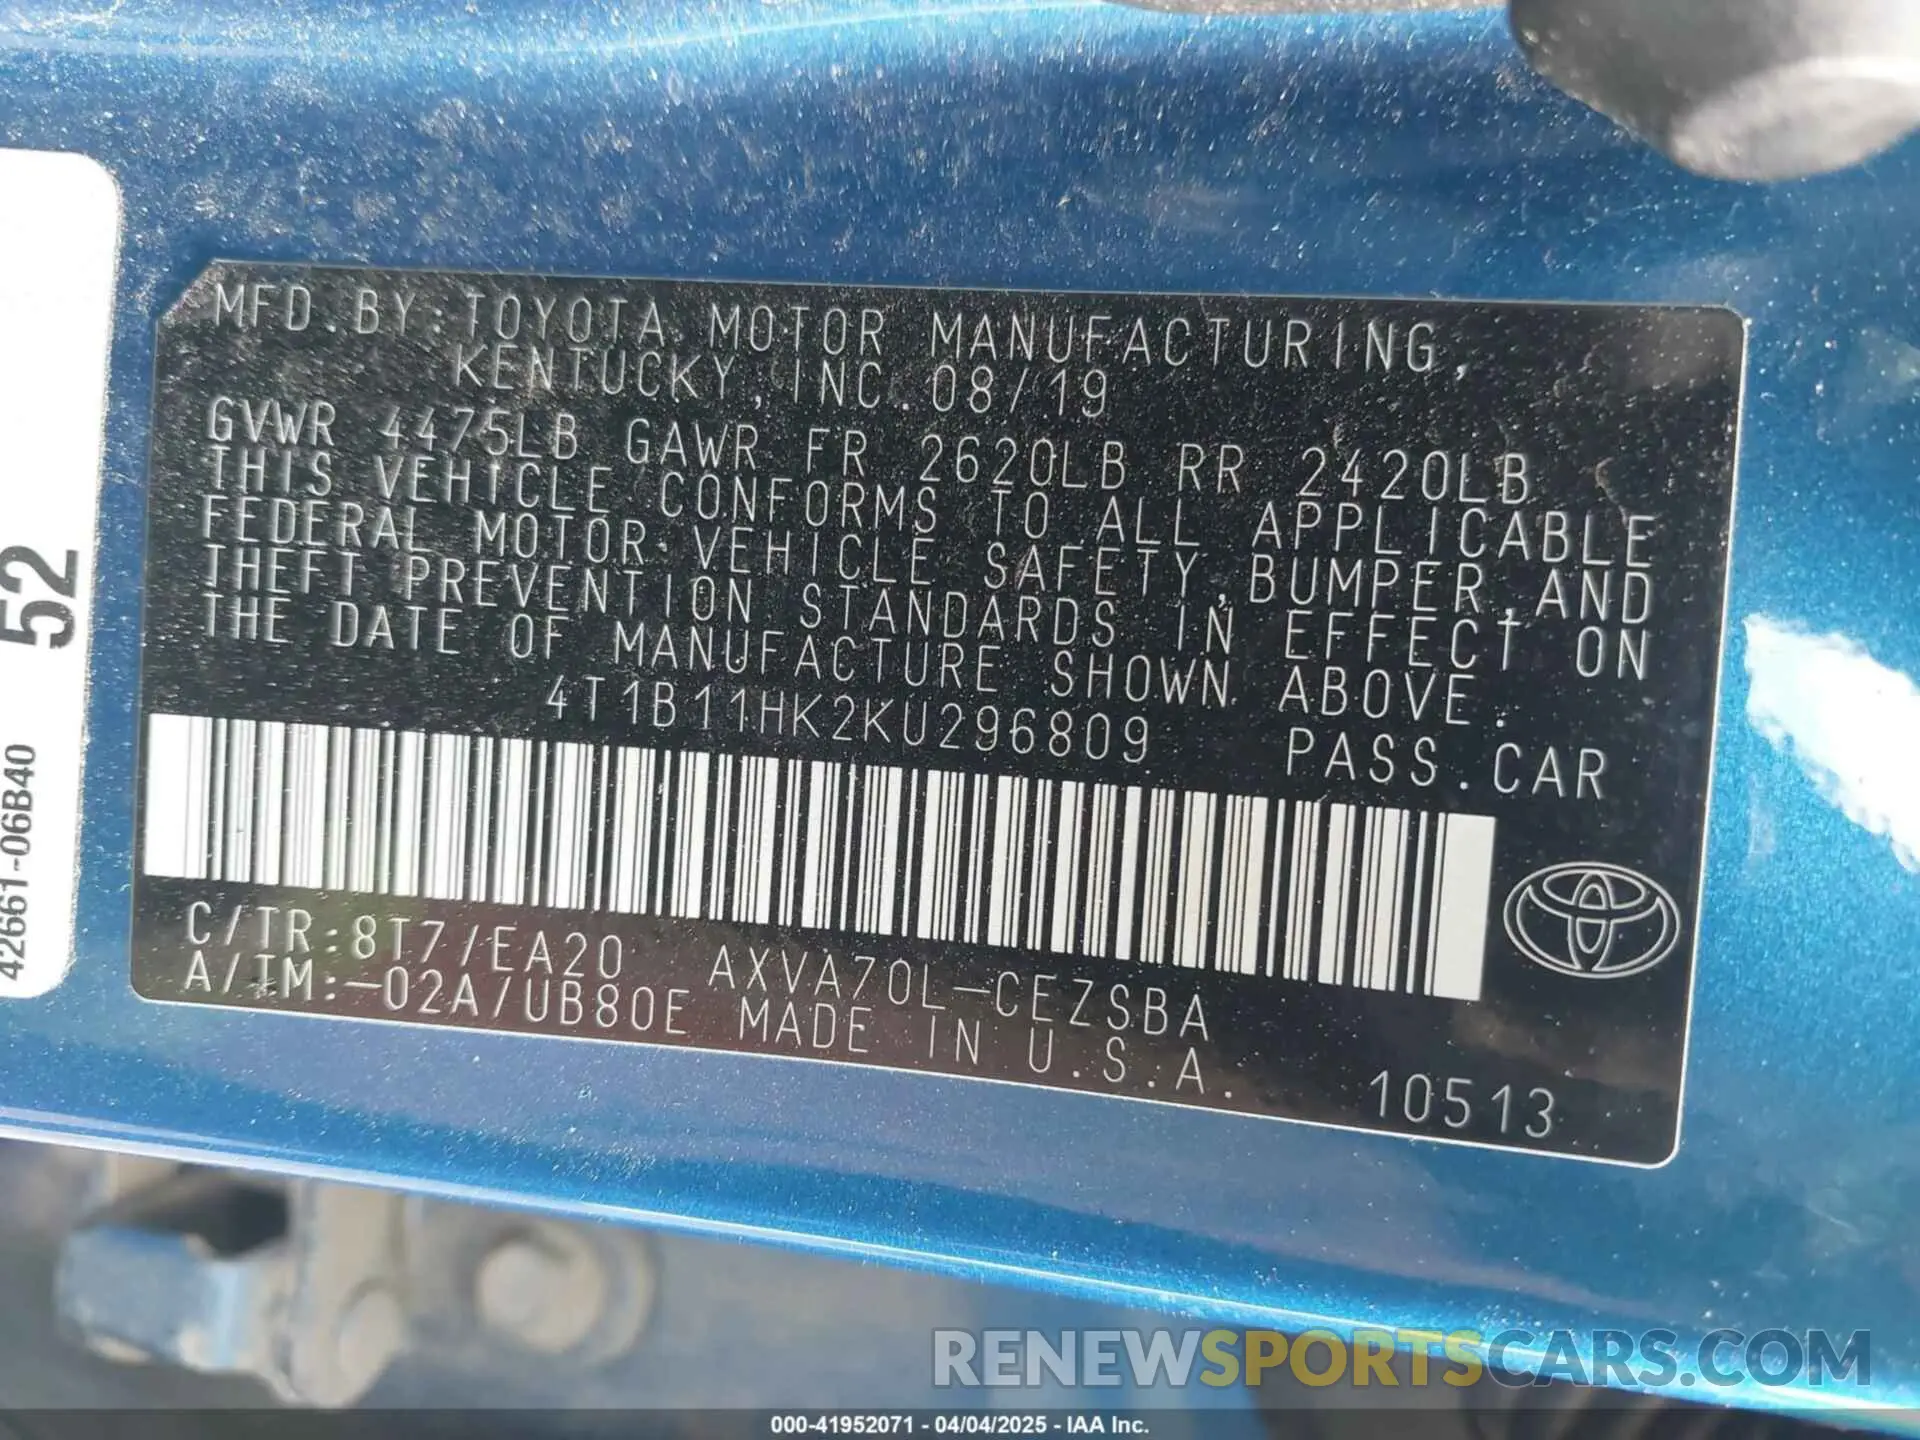 MFD.BY:TOYOTA MOTOR MANUFACTURING,
KENTUCKY,INC.08/19
GVWR 4475LB GAWR FR 2620LB RR 2420LB
THIS VEHICLE CONFORMS TO ALL APPLICABLE
FEDERAL MOTOR VEHICLE SAFETY,BUMPER,AND
THEFT PREVENTION STANDARDS IN EFFECT ON
THE DATE OF MANUFACTURE SHOWN ABOVE.
4T1B11HK2KU296809 PASS.CAR
C/TR:8T7/EA20 AXVA70L-CEZSBA
A/TM:-02A/UB80E MADE IN U.S.A.
10513
52
42661-06B40
RENEWSPORTSCARS.COM
000-41952071 - 04/04/2025 - IAA Inc.